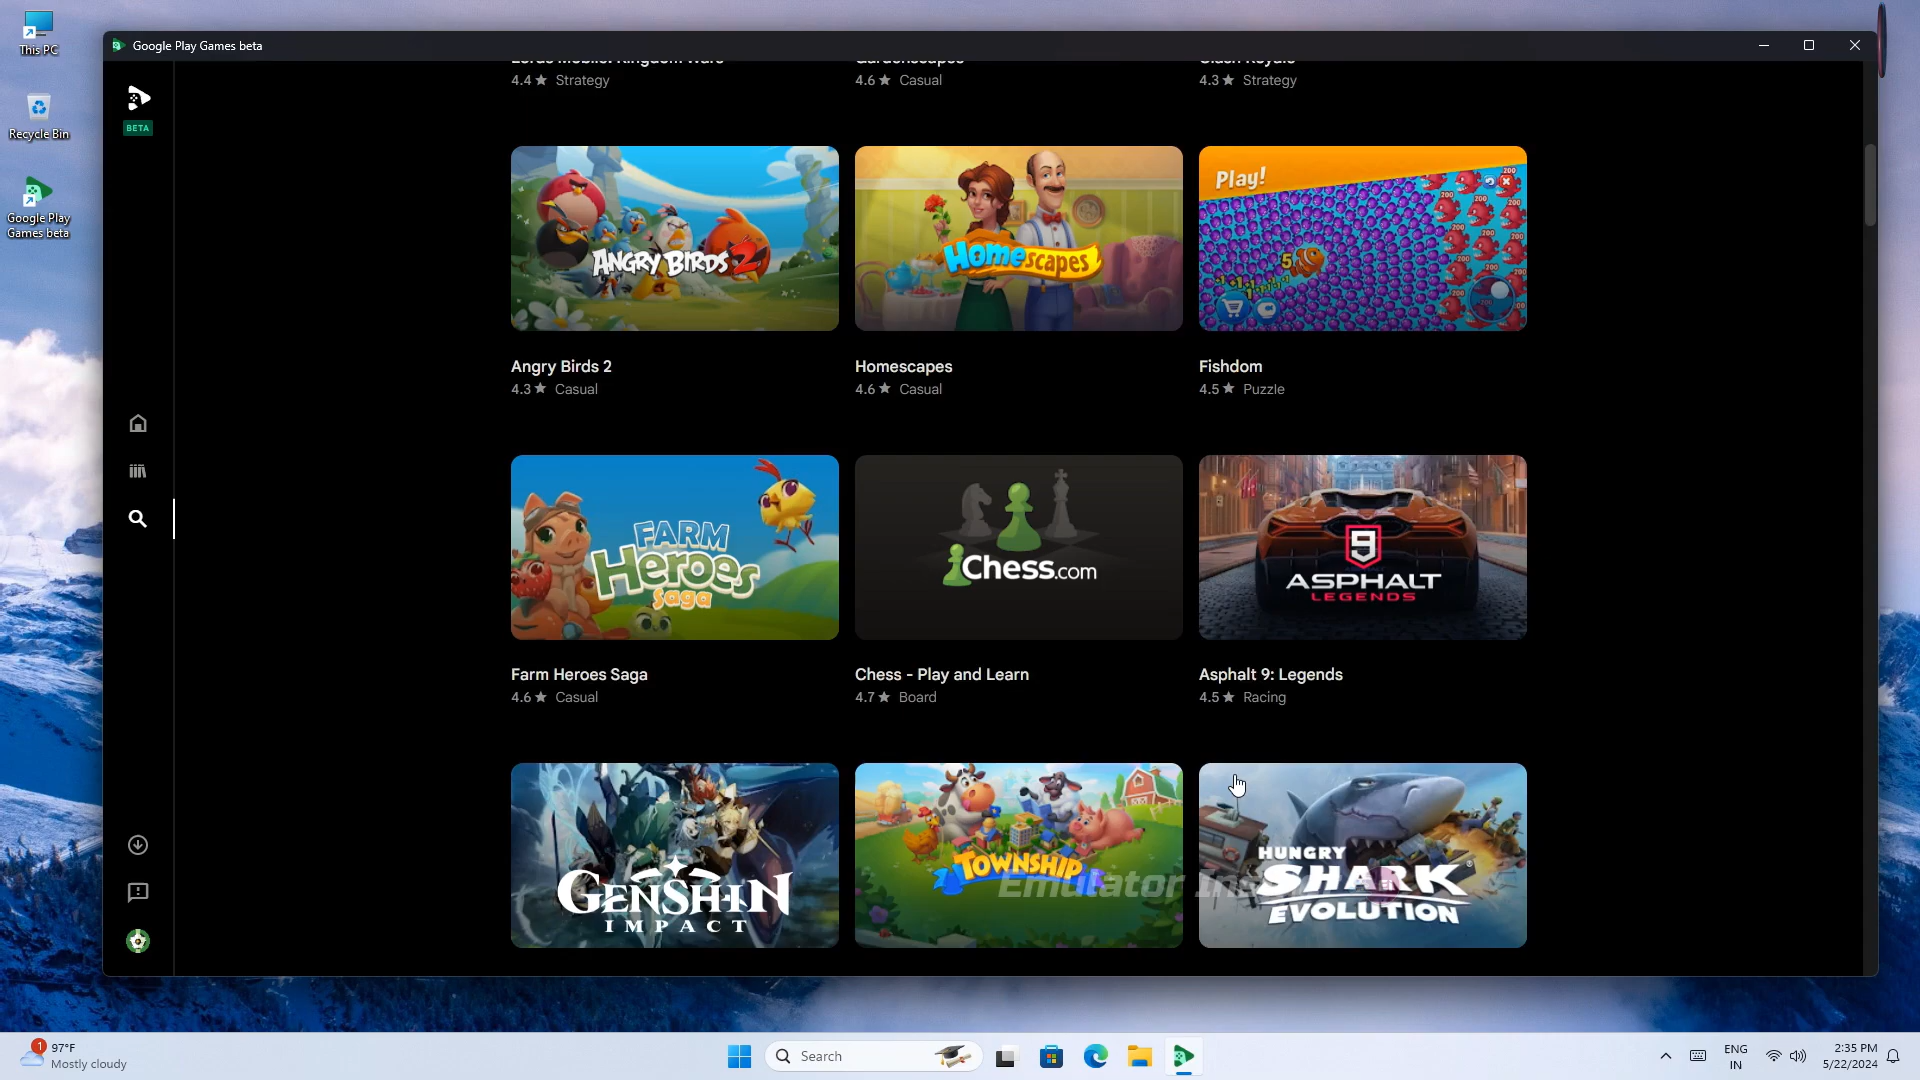 This PC
Google Play Games beta
4.4 ★ Strategy
4.6 ★ Casual
4.3 ★ Strategy
BETA
Recycle Bin
Google Play
Games beta
ANGRY BIRDS 2
Homescapes
Play!
Angry Birds 2
4.3 ★ Casual
Homescapes
4.6 ★ Casual
Fishdom
4.5 ★ Puzzle
FARM
Heroes
Saga
Chess.com
9
ASPHALT
LEGENDS
Farm Heroes Saga
4.6 ★ Casual
Chess - Play and Learn
4.7 ★ Board
Asphalt 9: Legends
4.5 ★ Racing
GENSHIN
IMPACT
TOWNSHIP
HUNGRY
SHARK
EVOLUTION
Emulator
1
97°F
Mostly cloudy
Search
ENG
IN
2:35 PM
5/22/2024